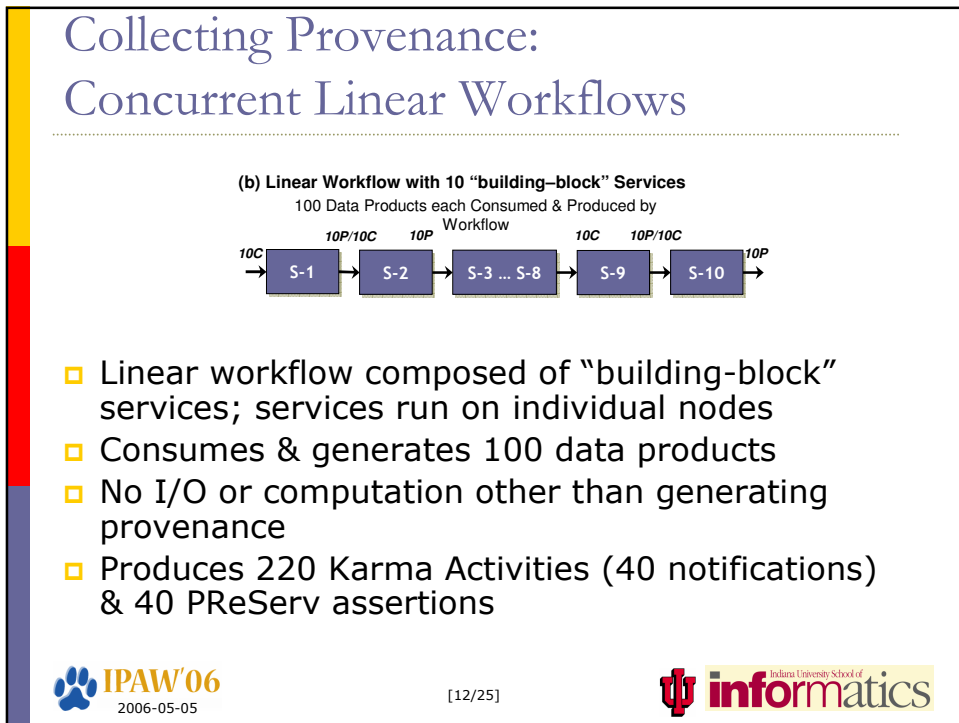 Collecting Provenance:
Concurrent Linear Workflows
(b) Linear Workflow with 10 “building–block” Services
100 Data Products each Consumed & Produced by
Workflow
10C
10P/10C
10P
10C
10P/10C
10P
S-1
S-2
S-3 ... S-8
S-9
S-10
Linear workflow composed of “building-block”
services; services run on individual nodes
Consumes & generates 100 data products
No I/O or computation other than generating
provenance
Produces 220 Karma Activities (40 notifications)
& 40 PReServ assertions
IPAW'06
2006-05-05
[12/25]
Indiana University School of
informatics